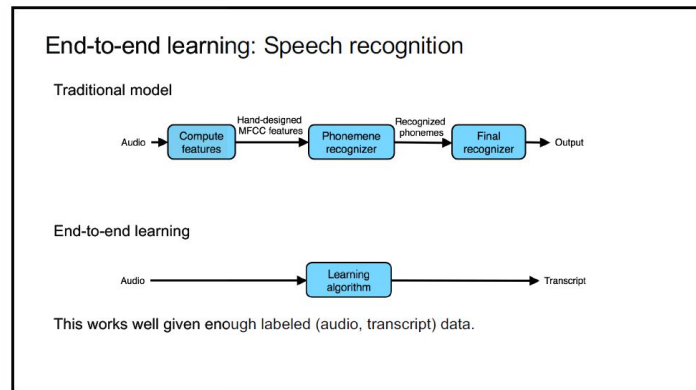 End-to-end learning: Speech recognition
Traditional model
Audio
Compute
features
Hand-designed
MFCC features
Phonemene
recognizer
Recognized
phonemes
Final
recognizer
Output
End-to-end learning
Audio
Learning
algorithm
Transcript
This works well given enough labeled (audio, transcript) data.